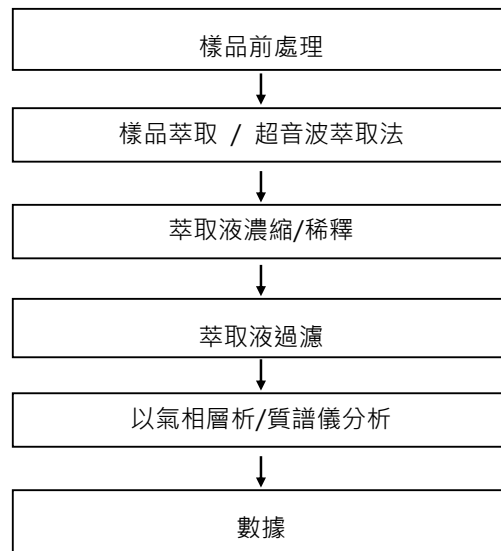 樣品前處理
樣品萃取 / 超音波萃取法
萃取液濃縮/稀釋
萃取液過濾
以氣相層析/質譜儀分析
數據